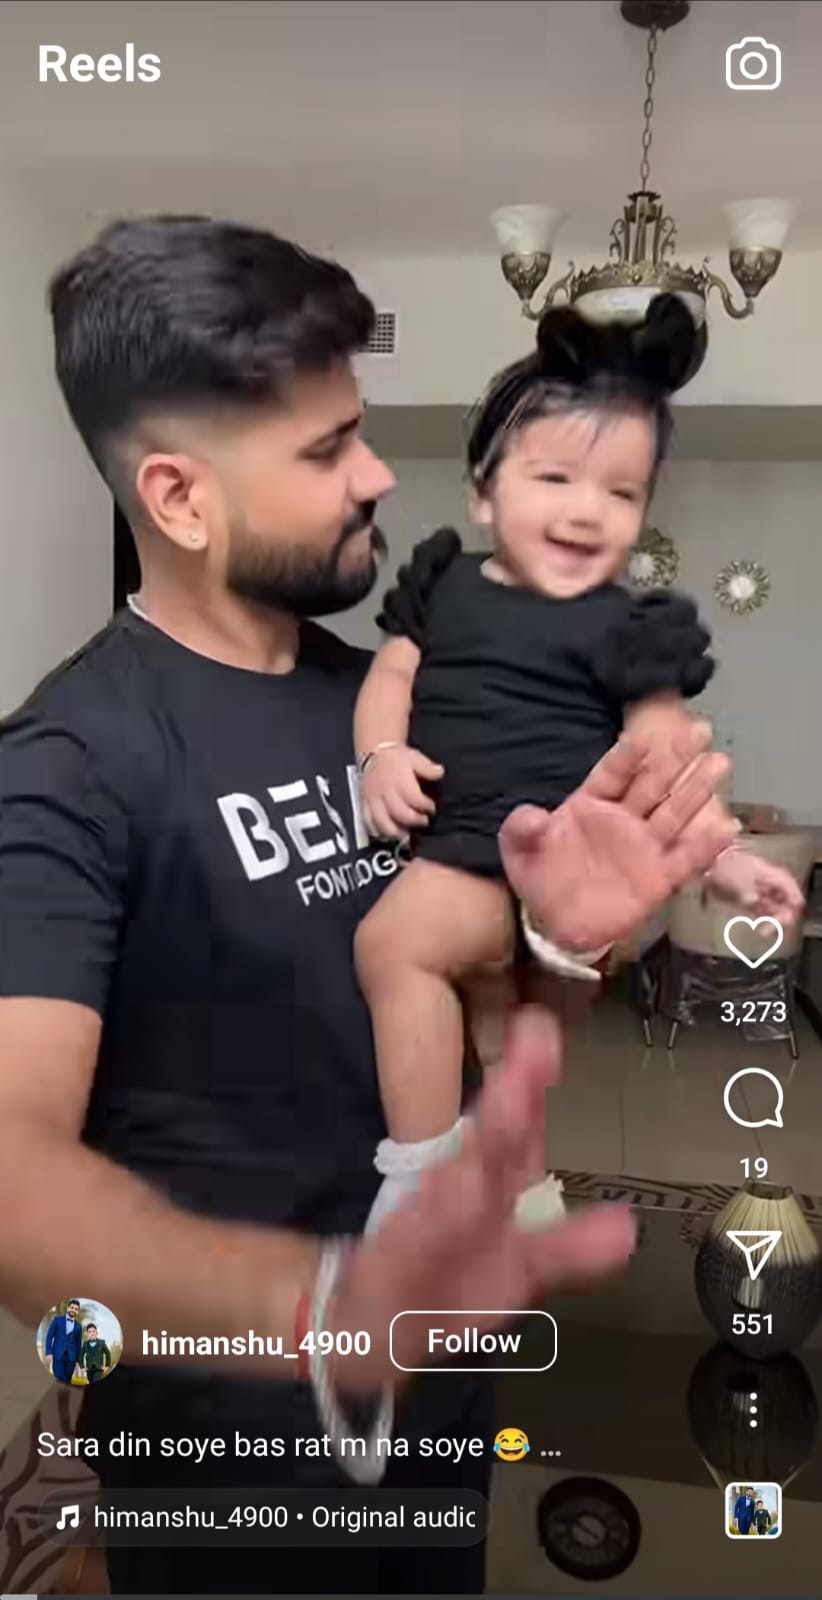 Reels
BES
FONT OG
3,273
19
551
himanshu_4900
Follow
Sara din soye bas rat m na soye 😂 ...
himanshu_4900 • Original audic